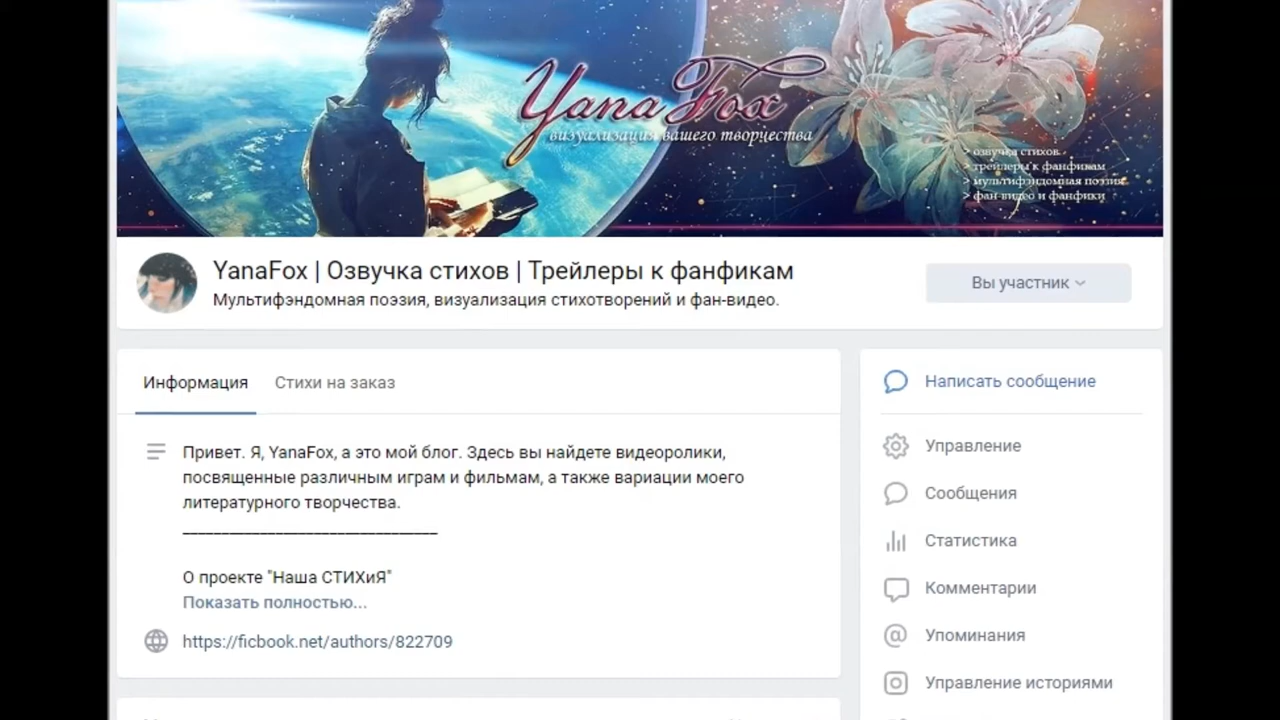 YanaFox
визуализация вашего творчества
> озвучка стихов
> трейлеры к фанфикам
> мультифэндомная поэзия
> фан-видео и фанфики
YanaFox | Озвучка стихов | Трейлеры к фанфикам
Мультифэндомная поэзия, визуализация стихотворений и фан-видео.
Вы участник
Информация
Стихи на заказ
Привет. Я, YanaFox, а это мой блог. Здесь вы найдете видеоролики,
посвященные различным играм и фильмам, а также вариации моего
литературного творчества.
_________________________________
О проекте "Наша СТИХиЯ"
Показать полностью...
https://ficbook.net/authors/822709
Написать сообщение
Управление
Сообщения
Статистика
Комментарии
Упоминания
Управление историями